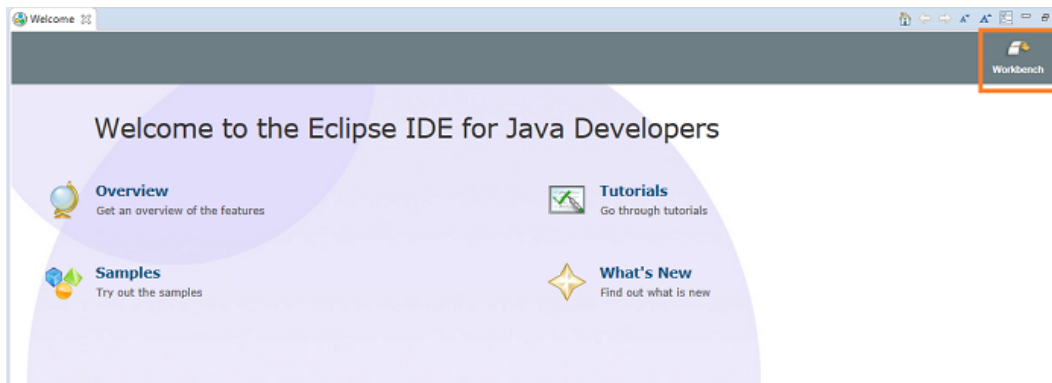 Welcome
Workbench
Welcome to the Eclipse IDE for Java Developers
Overview
Get an overview of the features
Tutorials
Go through tutorials
Samples
Try out the samples
What's New
Find out what is new